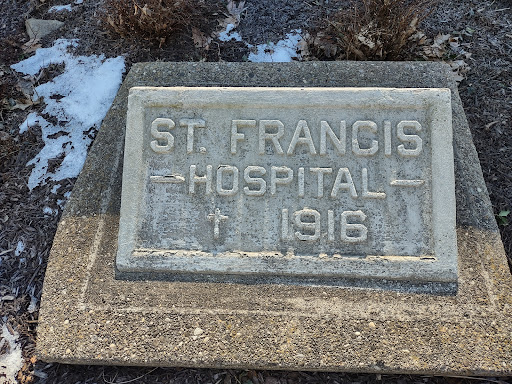 ST. FRANCIS
– HOSPITAL –
✝ 1916